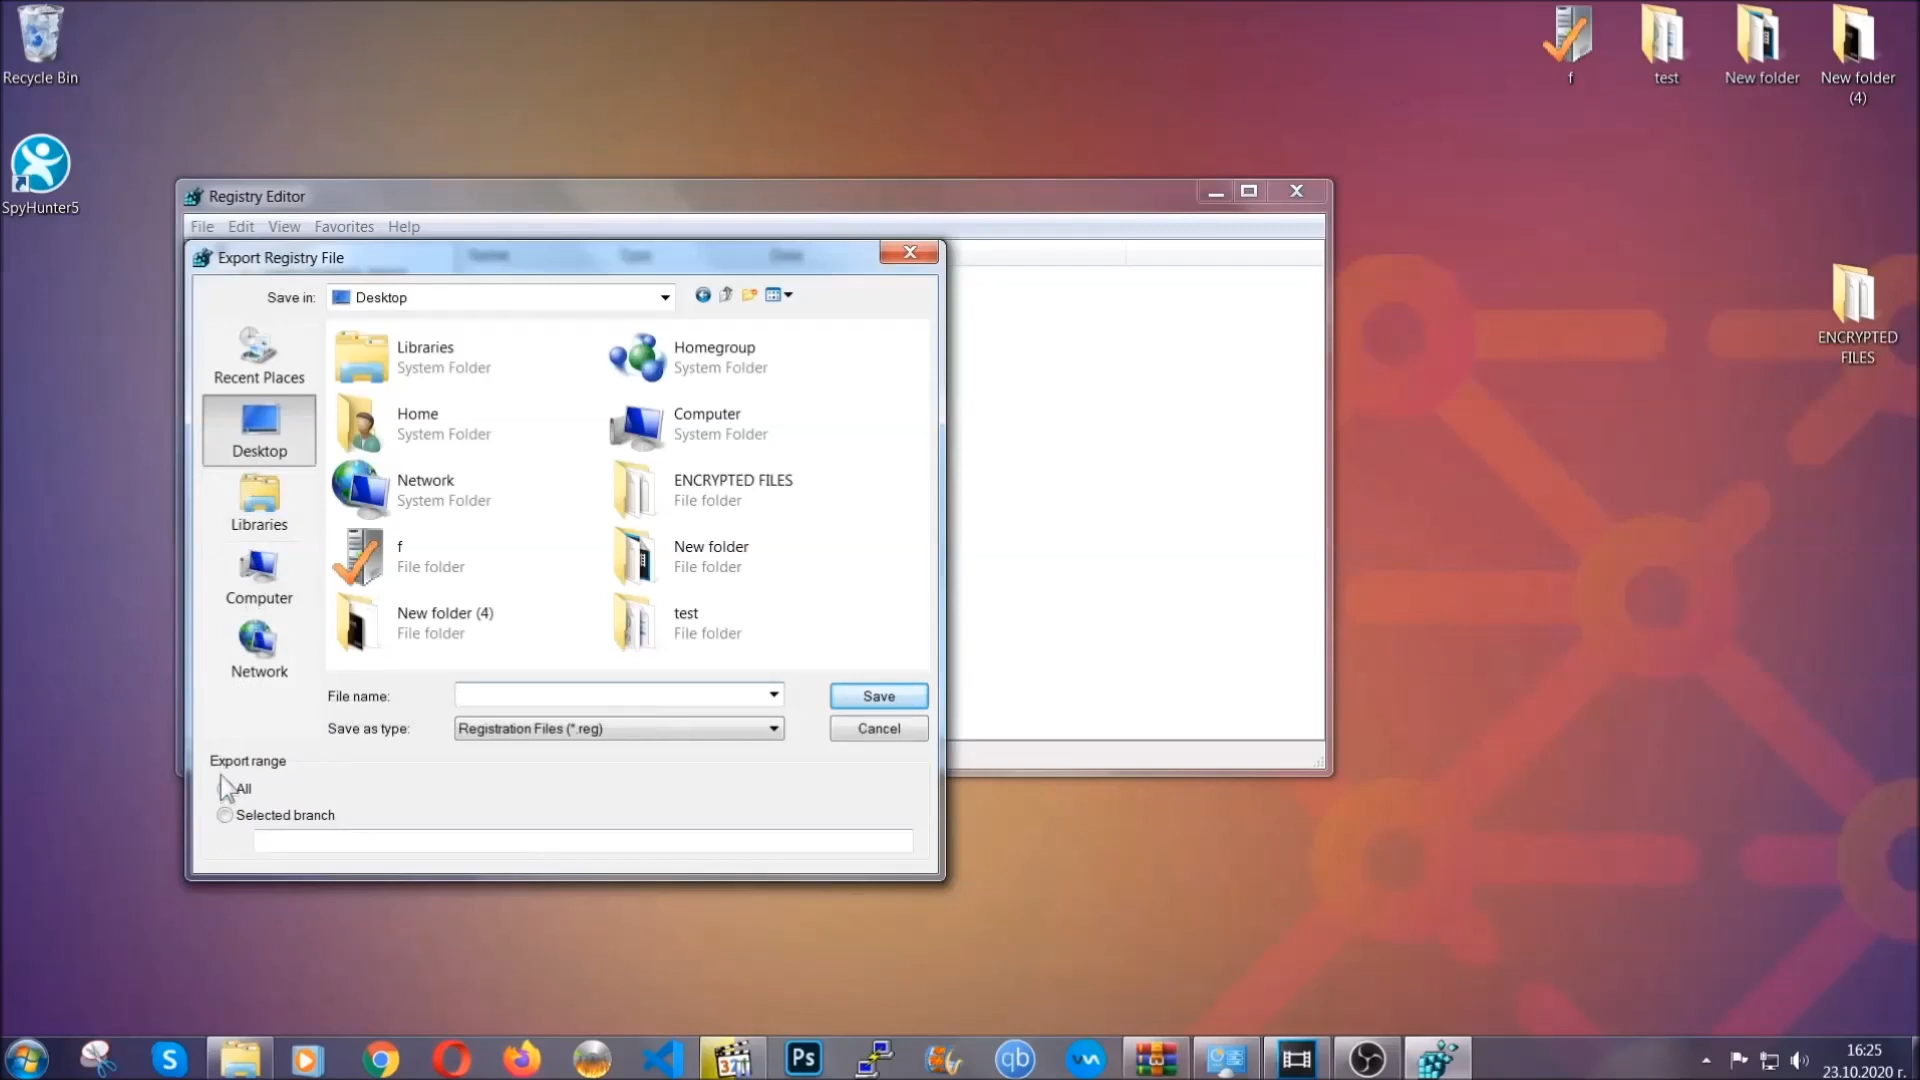 Recycle Bin
SpyHunter5
f
test
New folder
New folder
(4)
ENCRYPTED
FILES
Registry Editor
File Edit View Favorites Help
Export Registry File
Save in:
Desktop
Recent Places
Desktop
Libraries
Computer
Network
Libraries
System Folder
Homegroup
System Folder
Home
System Folder
Computer
System Folder
Network
System Folder
ENCRYPTED FILES
File folder
f
File folder
New folder
File folder
New folder (4)
File folder
test
File folder
File name:
Save
Save as type:
Registration Files (*.reg)
Cancel
Export range
All
Selected branch
S
321
Ps
qb
16:25
23.10.2020 г.